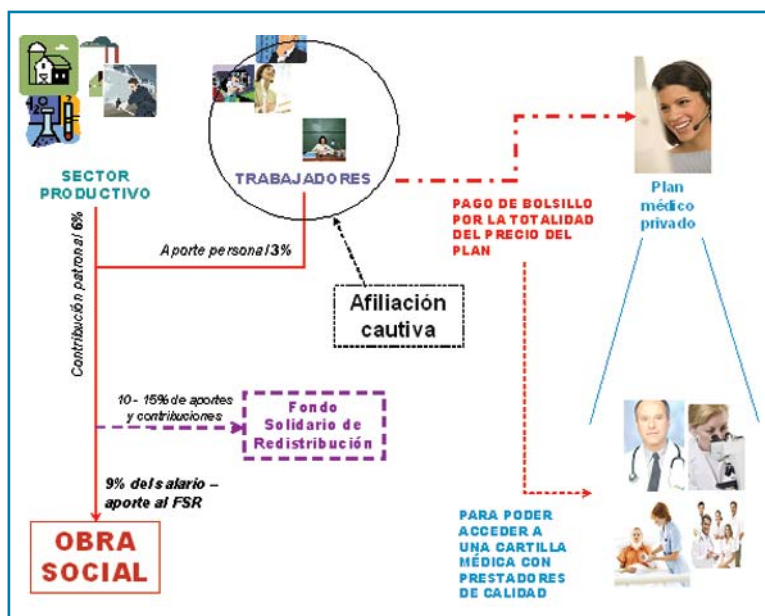 SECTOR
PRODUCTIVO
TRABAJADORES
Plan
médico
privado
PAGO DE BOLSILLO
POR LA TOTALIDAD
DEL PRECIO DEL
PLAN
Contribución patronal 6%
Aporte personal 3%
Afiliación
cautiva
10 - 15% de aportes
y contribuciones
Fondo
Solidario de
Redistribución
9% del salario –
aporte al FSR
OBRA
SOCIAL
PARA PODER
ACCEDER A
UNA CARTILLA
MÉDICA CON
PRESTADORES
DE CALIDAD